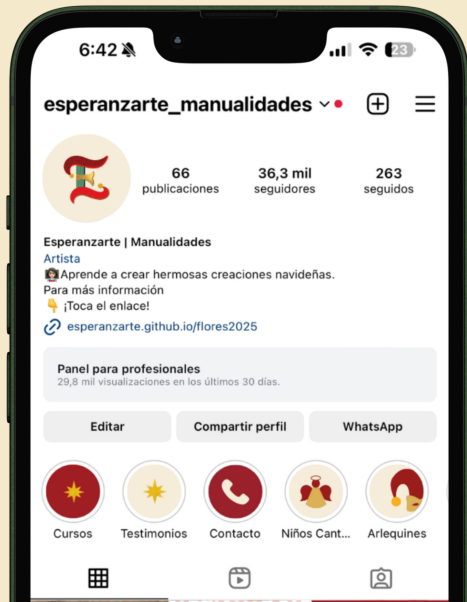 6:42
23
esperanzarte_manualidades
66
publicaciones
36,3 mil
seguidores
263
seguidos
Esperanzarte | Manualidades
Artista
Aprende a crear hermosas creaciones navideñas.
Para más información
¡Toca el enlace!
esperanzarte.github.io/flores2025
Panel para profesionales
29,8 mil visualizaciones en los últimos 30 días.
Editar
Compartir perfil
WhatsApp
Cursos
Testimonios
Contacto
Niños Cant...
Arlequines